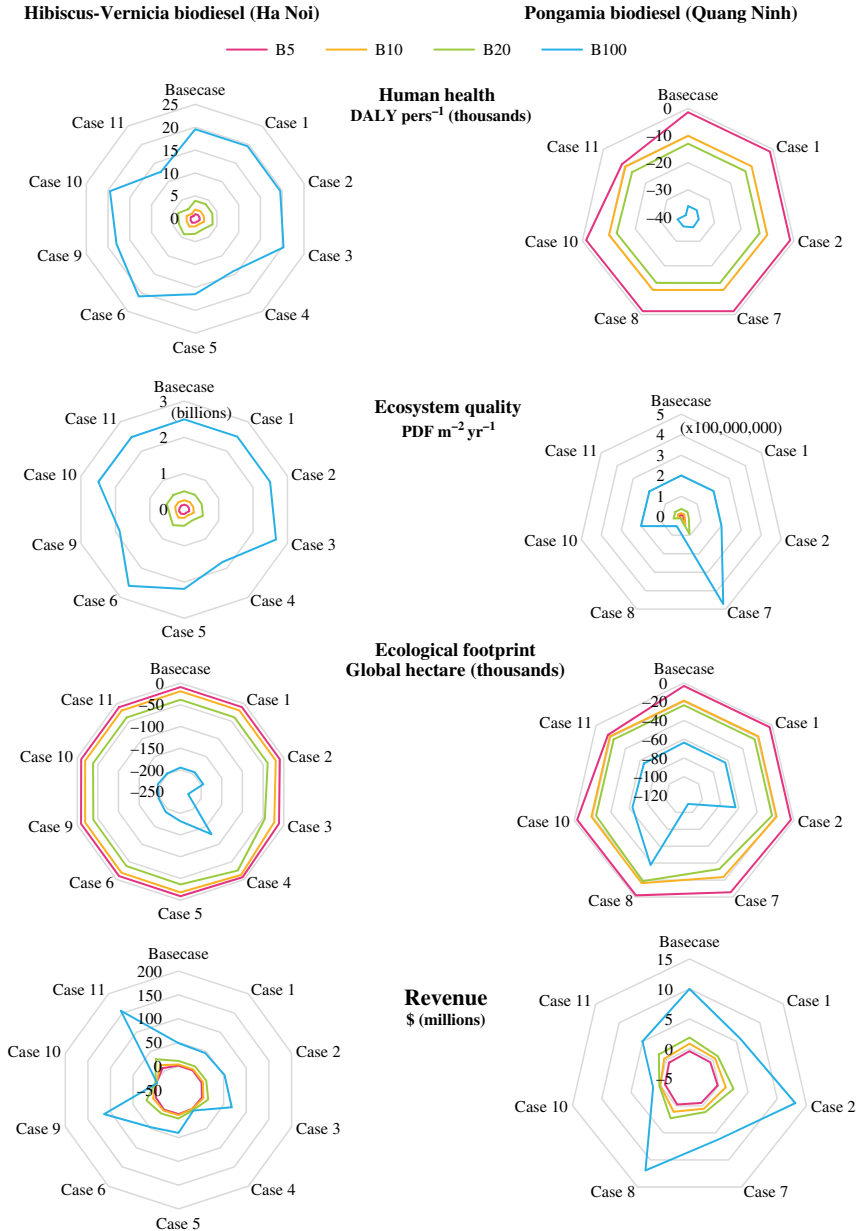 Hibiscus-Vernicia biodiesel (Ha Noi)
Pongamia biodiesel (Quang Ninh)
B5 B10 B20 B100
Human health
DALY pers⁻¹ (thousands)
Basecase
Case 1
Case 2
Case 3
Case 4
Case 5
Case 6
Case 9
Case 10
Case 11
25
20
15
10
5
0
Basecase
Case 1
Case 2
Case 7
Case 8
Case 10
Case 11
0
−10
−20
−30
−40
Ecosystem quality
PDF m⁻² yr⁻¹
Basecase
(billions)
Case 1
Case 2
Case 3
Case 4
Case 5
Case 6
Case 9
Case 10
Case 11
3
2
1
0
Basecase
(x100,000,000)
Case 1
Case 2
Case 7
Case 8
Case 10
Case 11
5
4
3
2
1
0
Ecological footprint
Global hectare (thousands)
Basecase
Case 1
Case 2
Case 3
Case 4
Case 5
Case 6
Case 9
Case 10
Case 11
0
−50
−100
−150
−200
−250
Basecase
Case 1
Case 2
Case 7
Case 8
Case 10
Case 11
0
−20
−40
−60
−80
−100
−120
Revenue
$ (millions)
Basecase
Case 1
Case 2
Case 3
Case 4
Case 5
Case 6
Case 9
Case 10
Case 11
200
150
100
50
0
−50
Basecase
Case 1
Case 2
Case 7
Case 8
Case 10
Case 11
15
10
5
0
−5